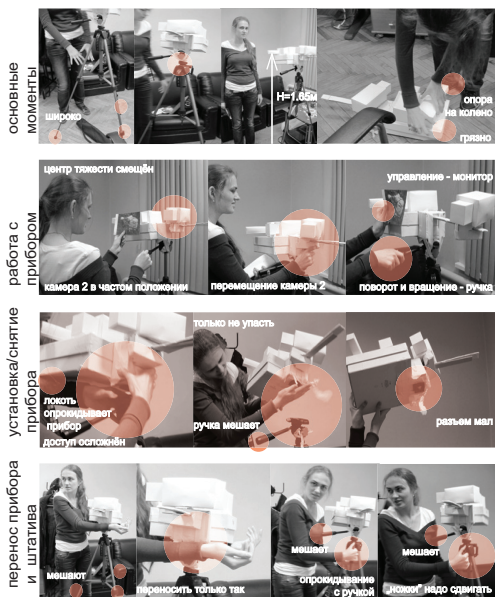 основные
моменты
широко
H=1.65м
опора
на колено
грязно
работа с
прибором
центр тяжести смещён
камера 2 в частом положении
перемещение камеры 2
управление - монитор
поворот и вращение - ручка
установка/снятие
прибора
локоть
опрокидывает
прибор
доступ осложнён
только не упасть
ручка мешает
разъем мал
перенос прибора
и штатива
мешают
переносить только так
мешает
опрокидывание
с ручкой
мешает
"ножки" надо сдвигать